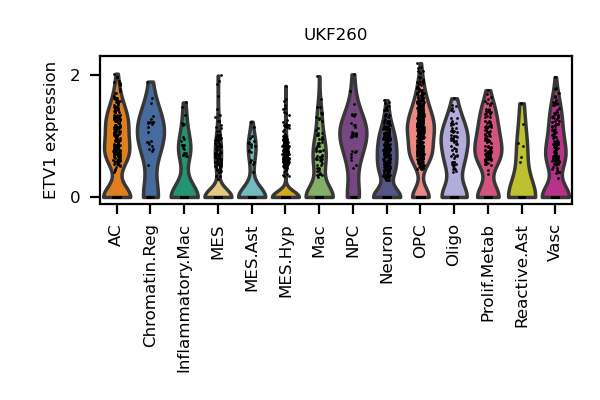 UKF260
ETV1 expression
2
0
AC
Chromatin.Reg
Inflammatory.Mac
MES
MES.Ast
MES.Hyp
Mac
NPC
Neuron
OPC
Oligo
Prolif.Metab
Reactive.Ast
Vasc